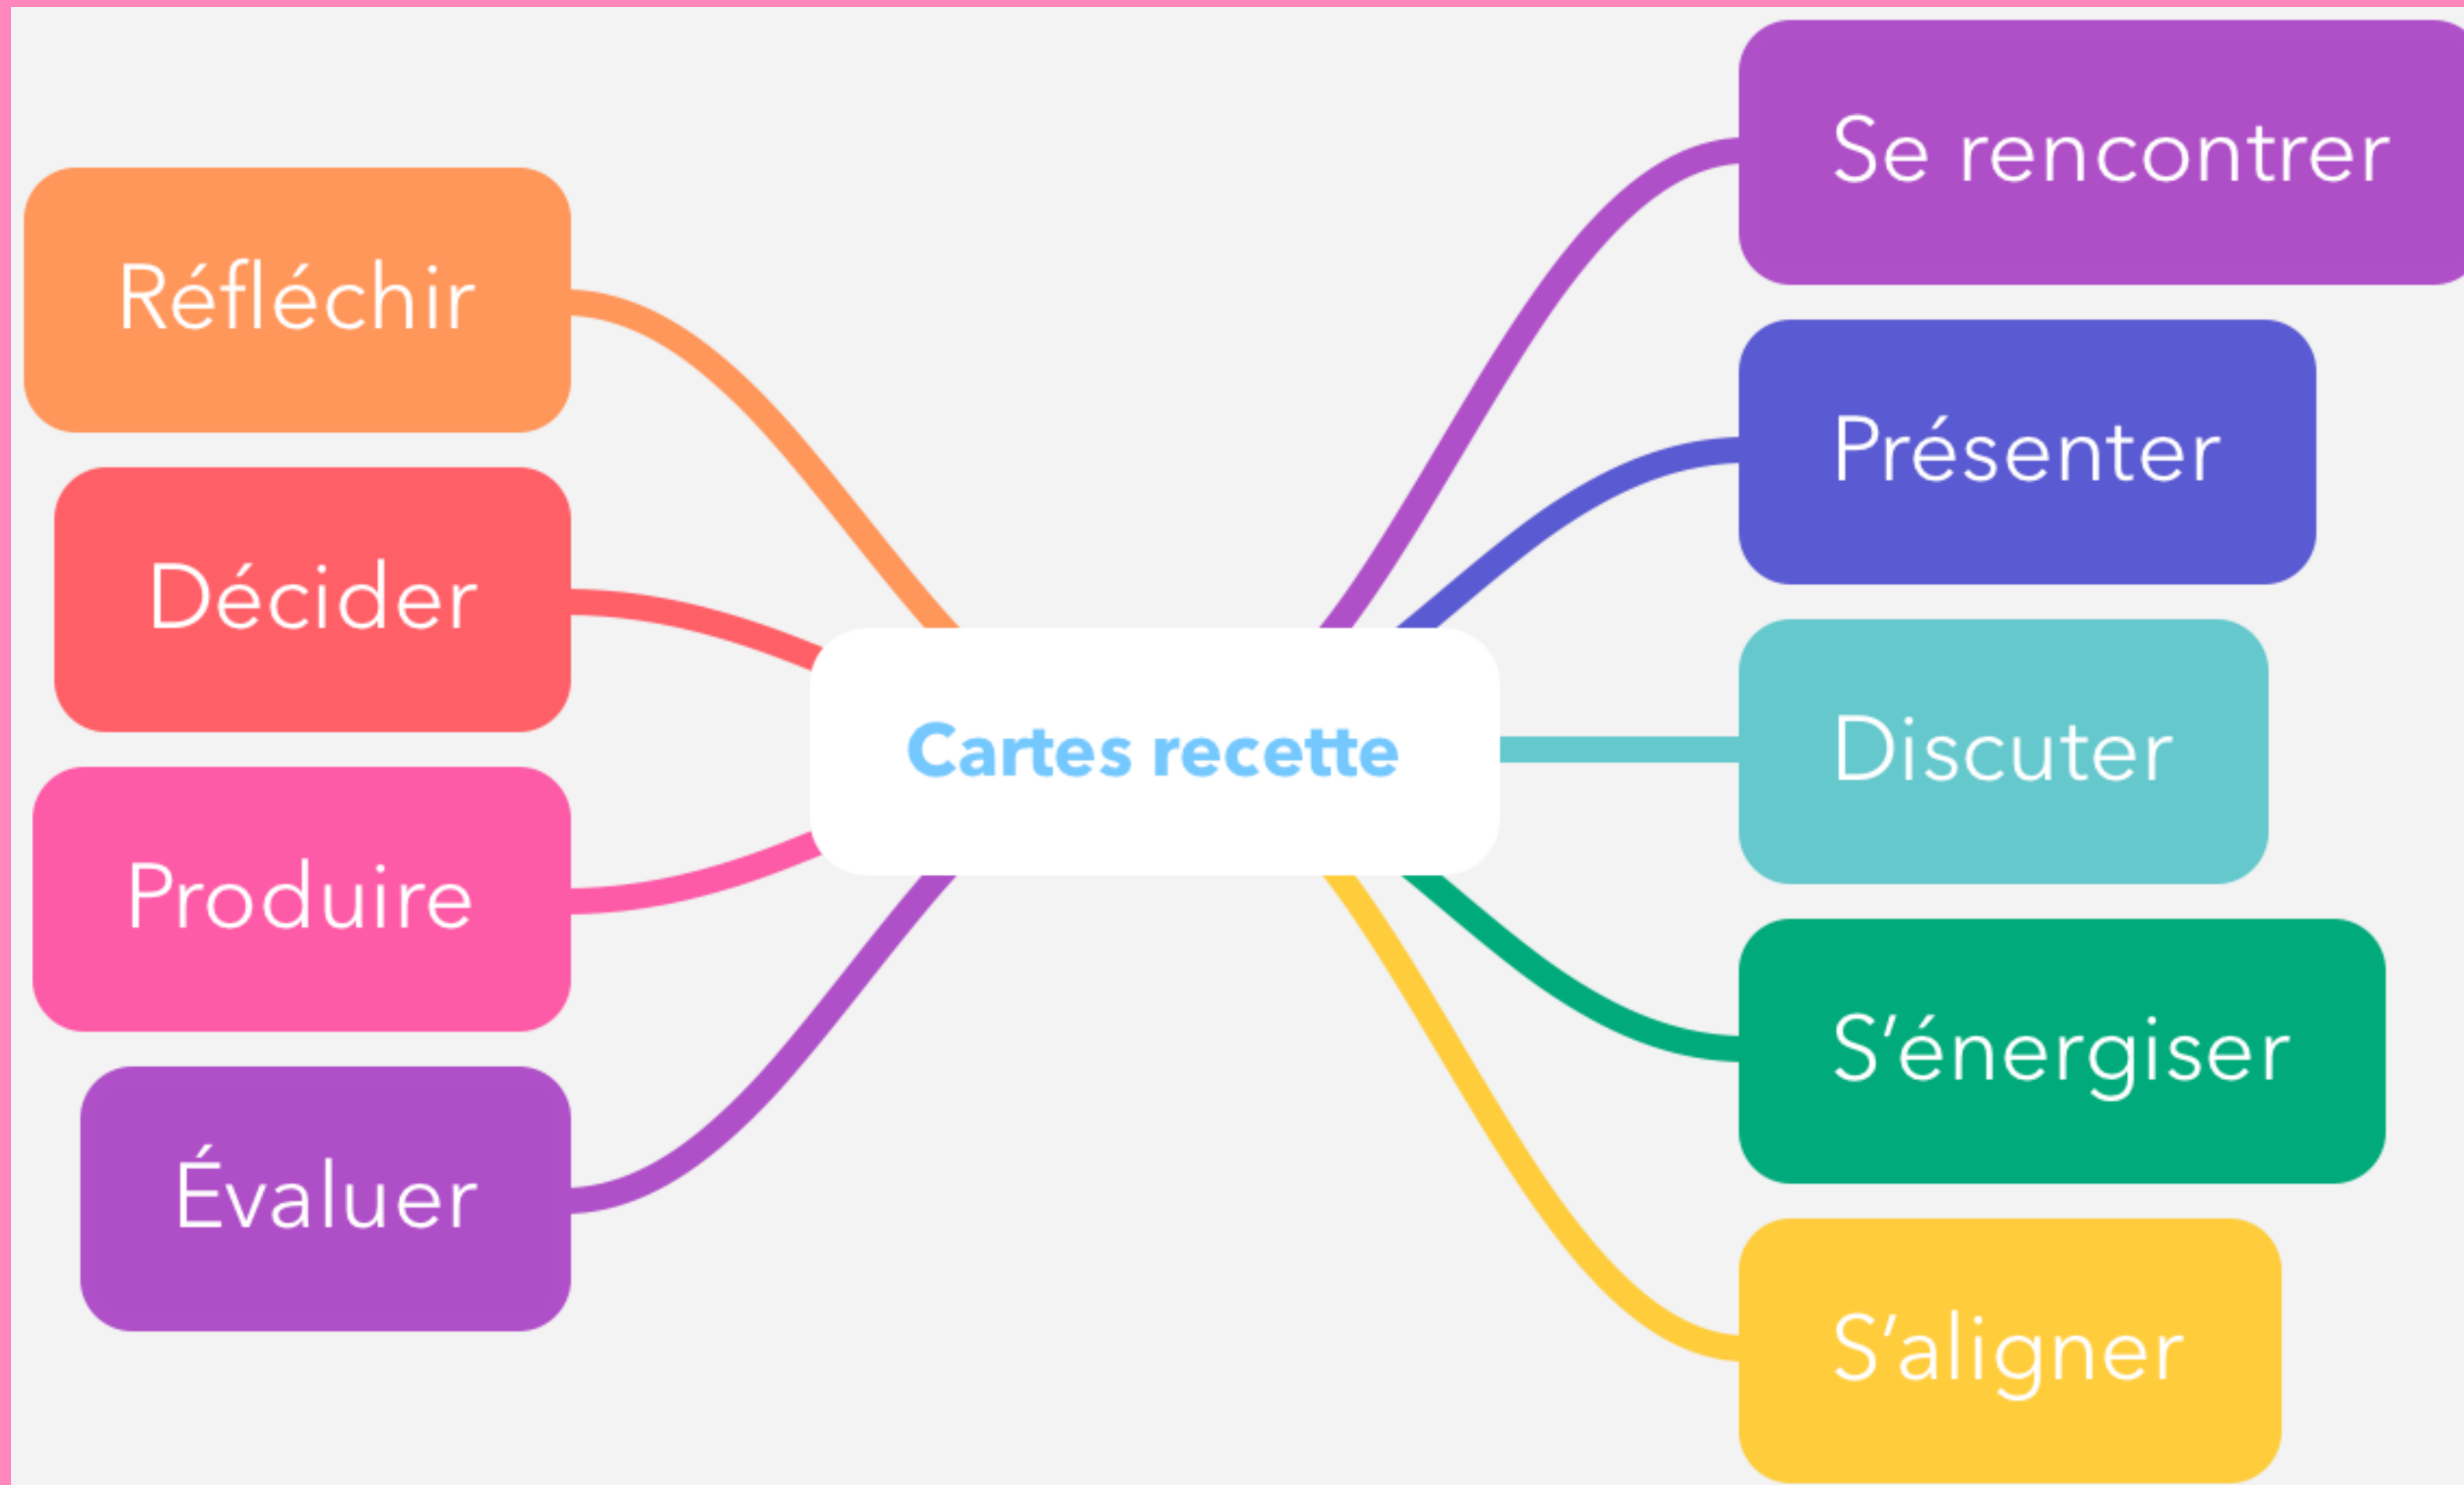 Cartes recette
Se rencontrer
Présenter
Discuter
S'énergiser
S'aligner
Réfléchir
Décider
Produire
Évaluer